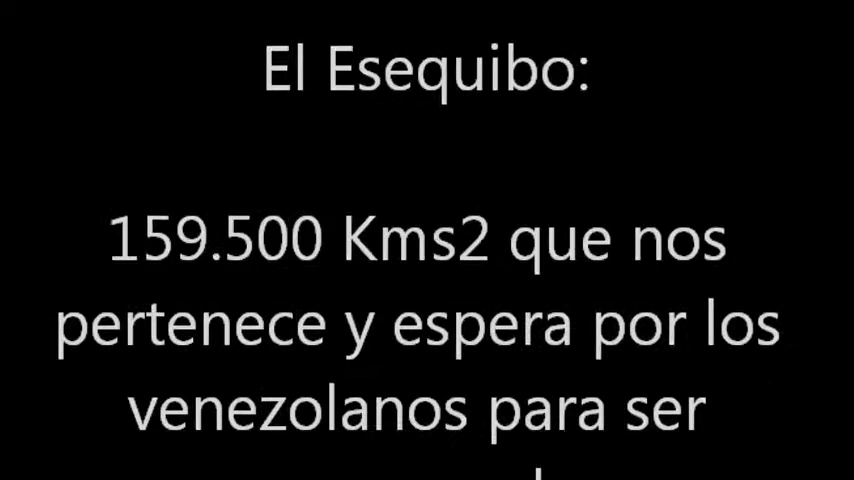 El Esequibo:
159.500 Kms2 que nos
pertenece y espera por los
venezolanos para ser